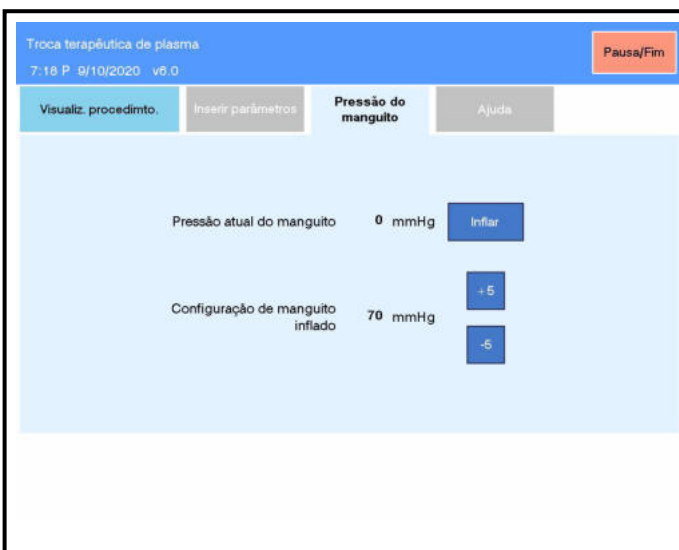 Troca terapêutica de plasma
7:18 P 9/10/2020 v6.0
Pausa/Fim
Visualiz. procedimto.
Inserir parâmetros
Pressão do
manguito
Ajuda
Pressão atual do manguito 0 mmHg Inflar
+5
Configuração de manguito
inflado
70 mmHg
-5